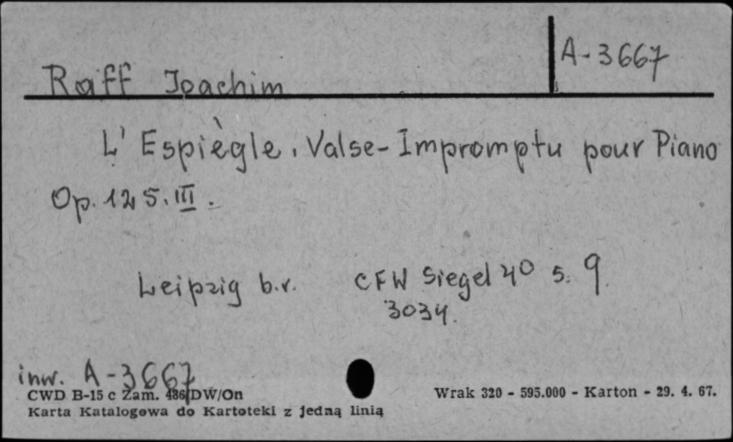 A-3667
Raff Joachim
L' Espiègle. Valse-Impromptu pour Piano
Op. 125. III.
Leipzig b.r. CFW Siegel 4° s. 9.
3034.
inw. A-3667
CWD B-15 c Zam. 486/DW/On Wrak 320 - 595.000 - Karton - 29. 4. 67.
Karta Katalogowa do Kartoteki z jedną linią